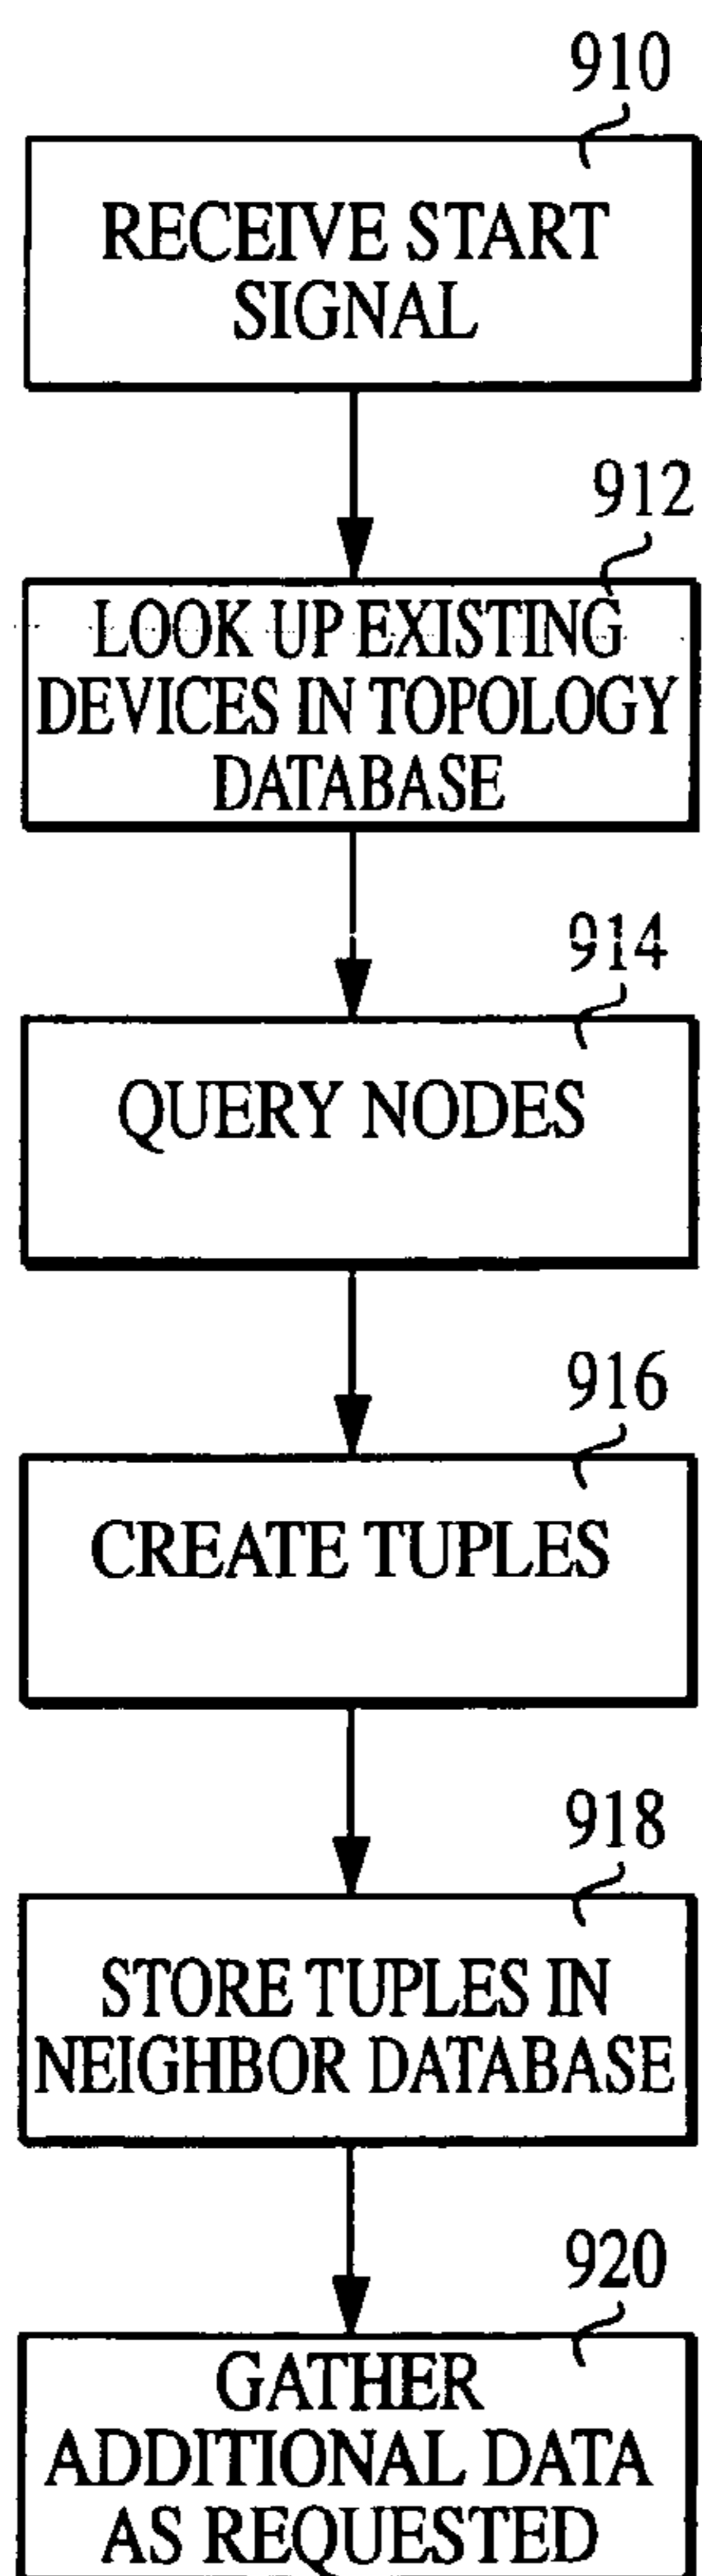 910
RECEIVE START
SIGNAL
912
LOOK UP EXISTING
DEVICES IN TOPOLOGY
DATABASE
914
QUERY NODES
916
CREATE TUPLES
918
STORE TUPLES IN
NEIGHBOR DATABASE
920
GATHER
ADDITIONAL DATA
AS REQUESTED